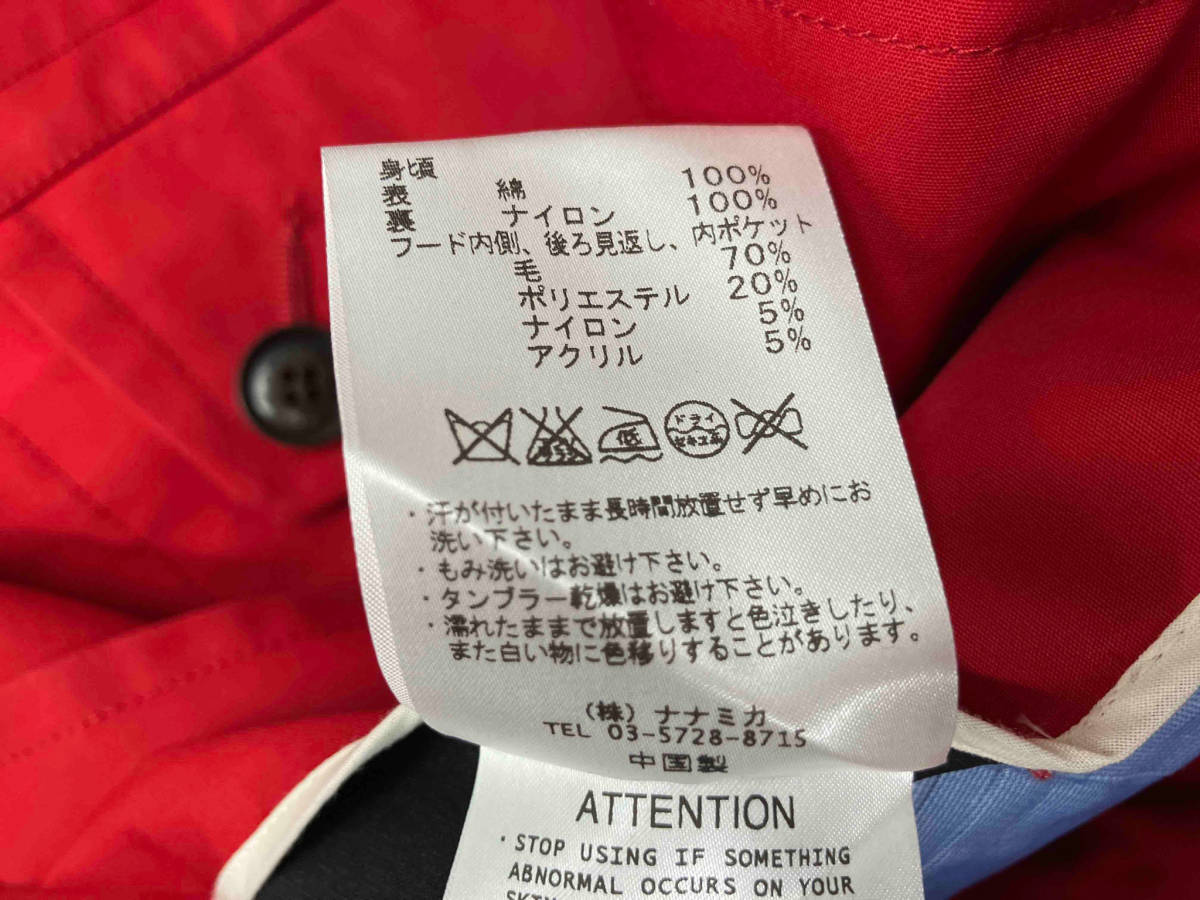 身頃
表 綿 100%
裏 ナイロン 100%
フード内側、後ろ見返し、内ポケット
毛 70%
ポリエステル 20%
ナイロン 5%
アクリル 5%
低 ドライ
セキユ系
・汗が付いたまま長時間放置せず早めにお
洗い下さい。
・もみ洗いはお避け下さい。
・タンブラー乾燥はお避け下さい。
・濡れたままで放置しますと色泣きしたり、
また白い物に色移りすることがあります。
(株) ナナミカ
TEL 03-5728-8715
中国製
ATTENTION
・STOP USING IF SOMETHING
ABNORMAL OCCURS ON YOUR